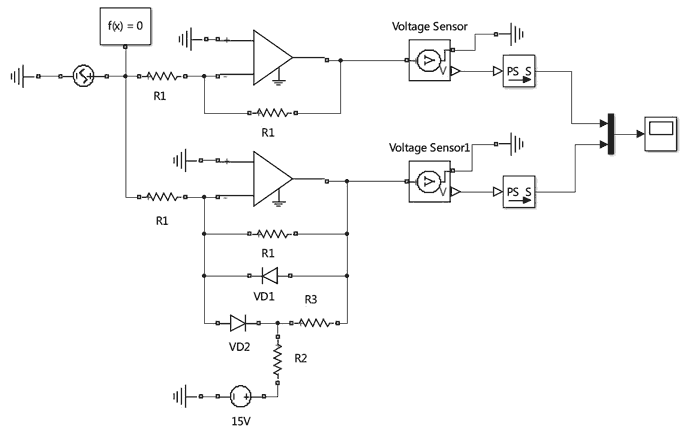 f(x) = 0
Voltage Sensor
+
-
V
PS S
R1
R1
Voltage Sensor1
+
-
V
PS S
R1
R1
VD1
R3
VD2
R2
- +
15V